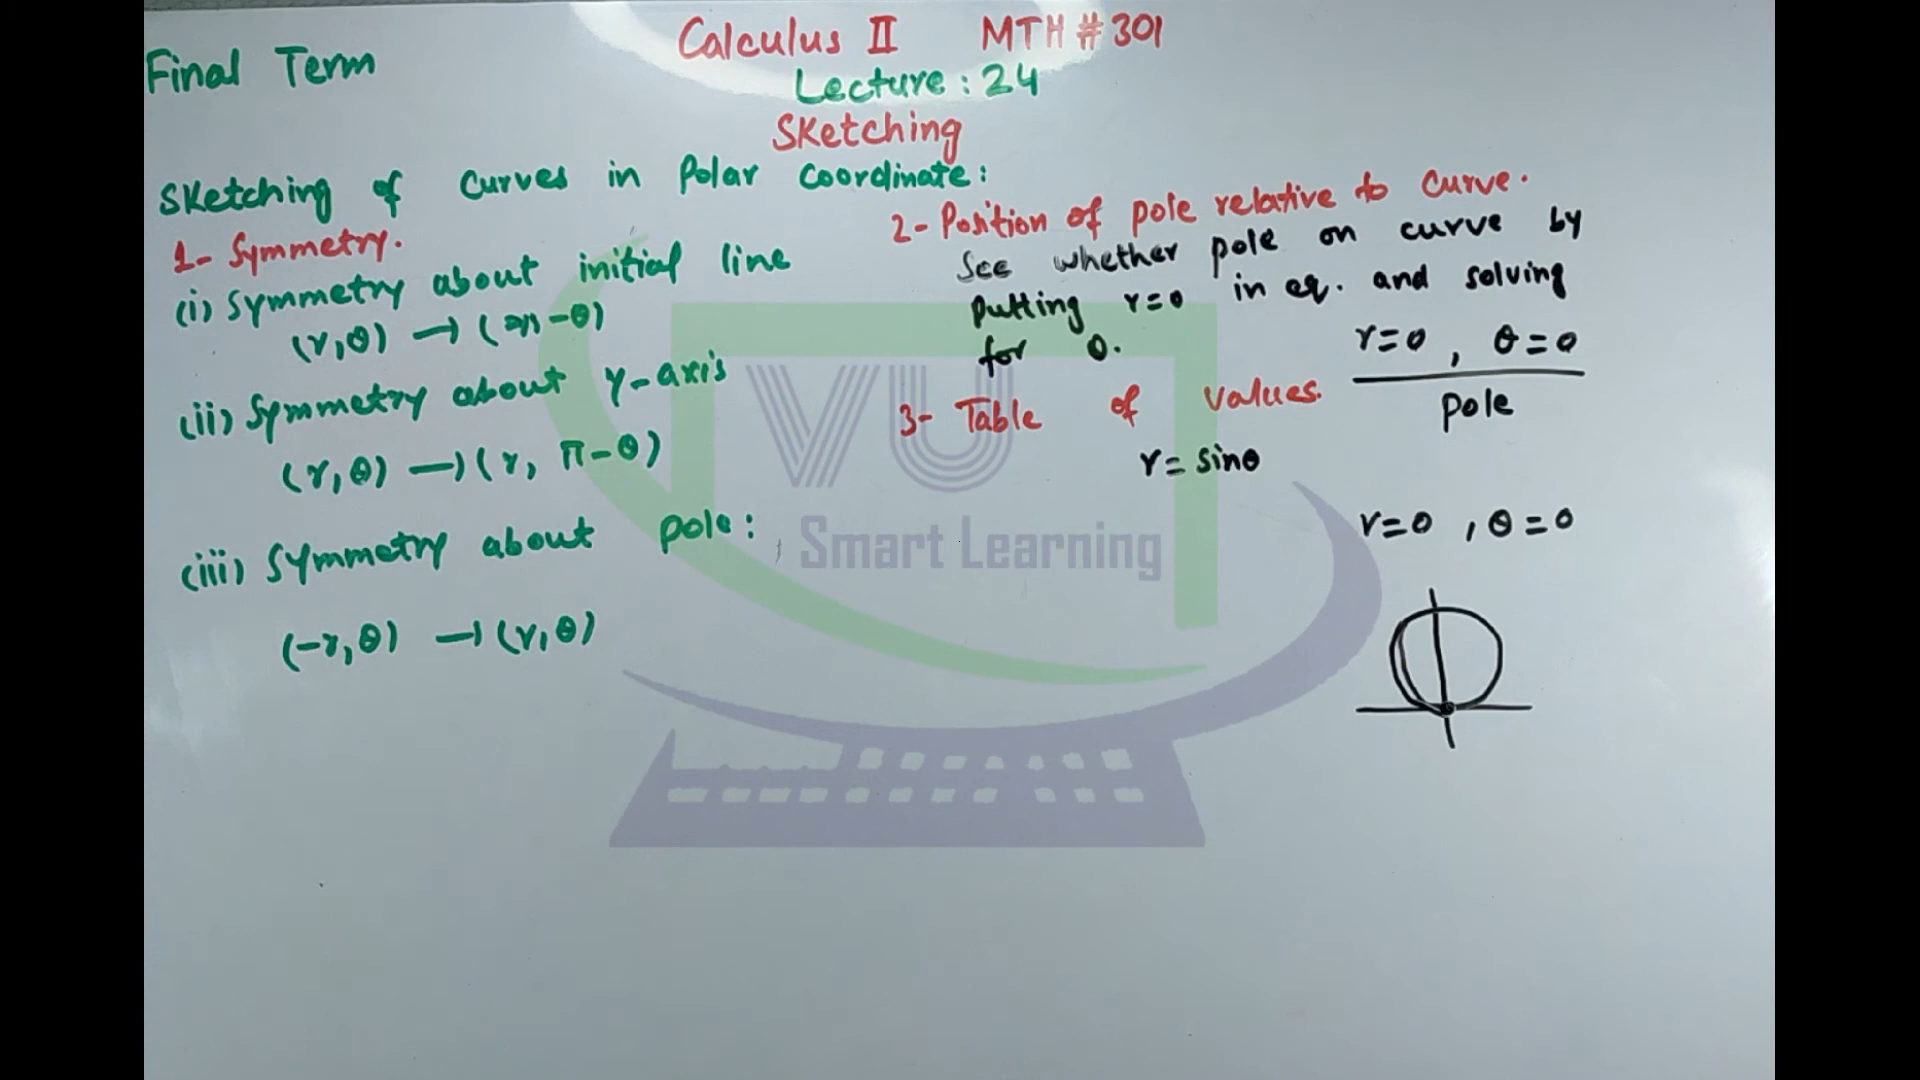 Final Term
Calculus II MTH # 301
Lecture : 24
Sketching
Sketching of curves in Polar Coordinate:
1- Symmetry.
(i) Symmetry about initial line
(r,θ) → ( -θ)
(ii) Symmetry about y-axis
(r,θ) → (r, π-θ)
(iii) Symmetry about pole:
(-r,θ) → (r,θ)
2- Position of pole relative to curve.
See whether pole on curve by
putting r=0 in eq. and solving
for θ.
r=0 , θ=0
pole
3- Table of values.
r= sinθ
r=0 , θ=0
VU
Smart Learning